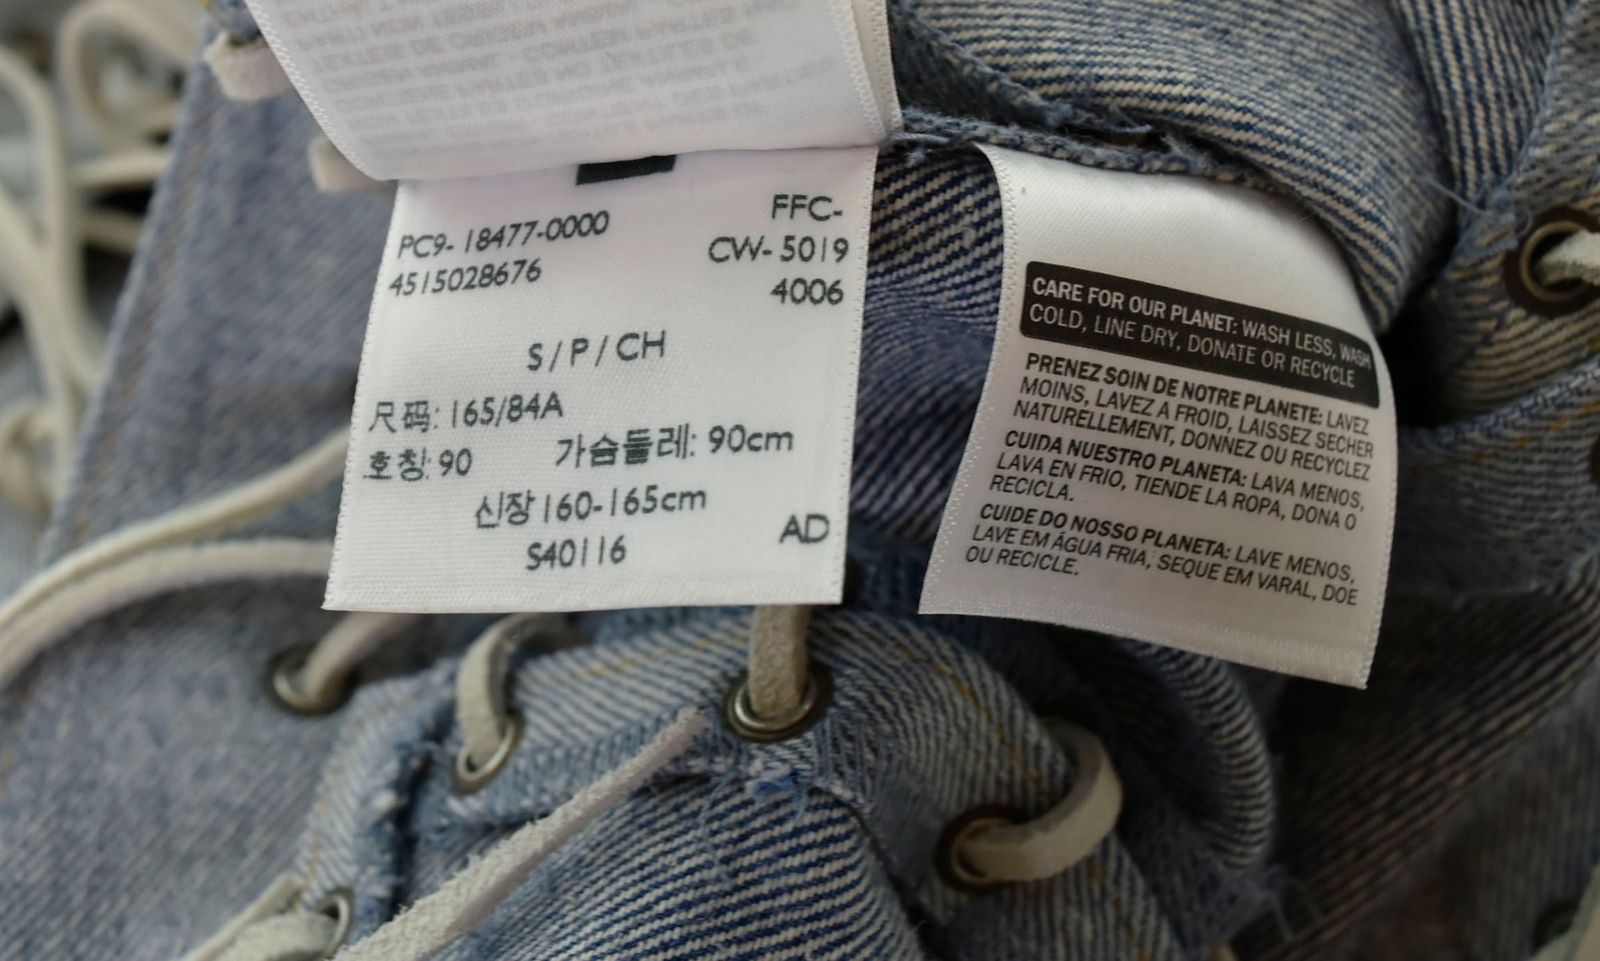 PC9-18477-0000
4515028676
FFC-
CW-5019
4006
S/P/CH
尺码: 165/84A
호칭: 90 가슴둘레: 90cm
신장 160-165cm
S40116
AD
CARE FOR OUR PLANET: WASH LESS, WASH
COLD, LINE DRY, DONATE OR RECYCLE
PRENEZ SOIN DE NOTRE PLANETE: LAVEZ
MOINS, LAVEZ A FROID, LAISSEZ SECHER
NATURELLEMENT, DONNEZ OU RECYCLEZ
CUIDA NUESTRO PLANETA: LAVA MENOS,
LAVA EN FRIO, TIENDE LA ROPA, DONA O
RECICLA.
CUIDE DO NOSSO PLANETA: LAVE MENOS,
LAVE EM ÁGUA FRIA, SEQUE EM VARAL, DOE
OU RECICLE.